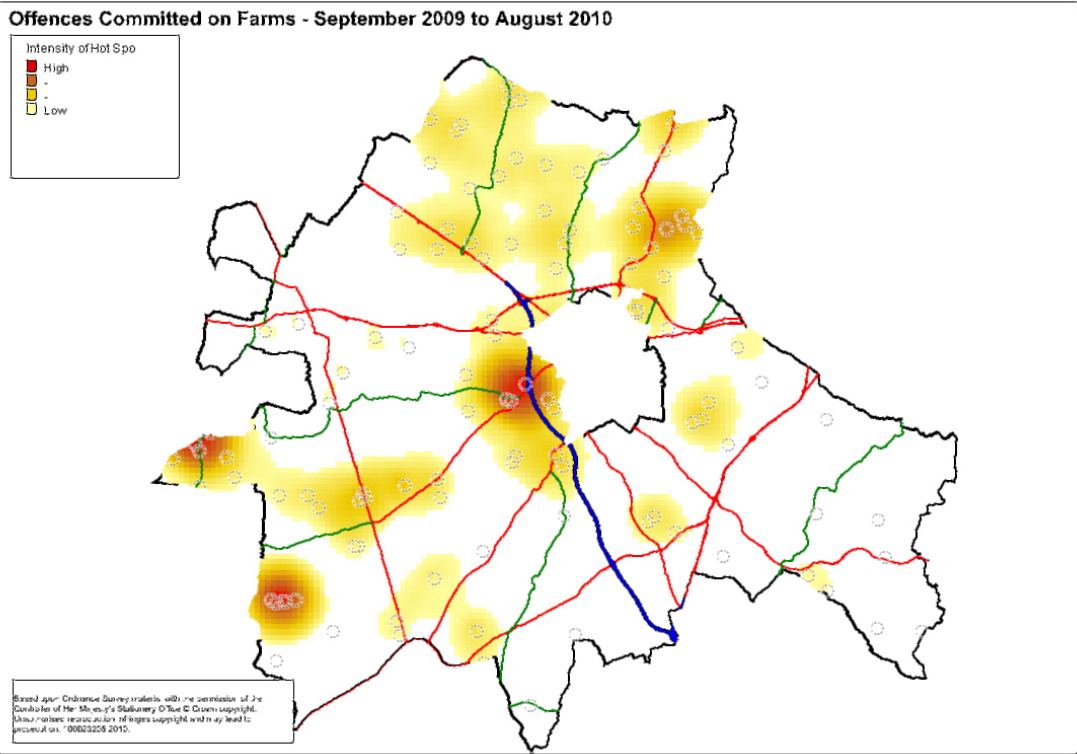 Offences Committed on Farms - September 2009 to August 2010
Intensity of Hot Spo
High
-
-
Low
Based upon Ordnance Survey material with the permission of the
Controller of Her Majesty's Stationery Office © Crown copyright.
Unauthorised reproduction infringes copyright and may lead to
prosecution. 100023205 2010.